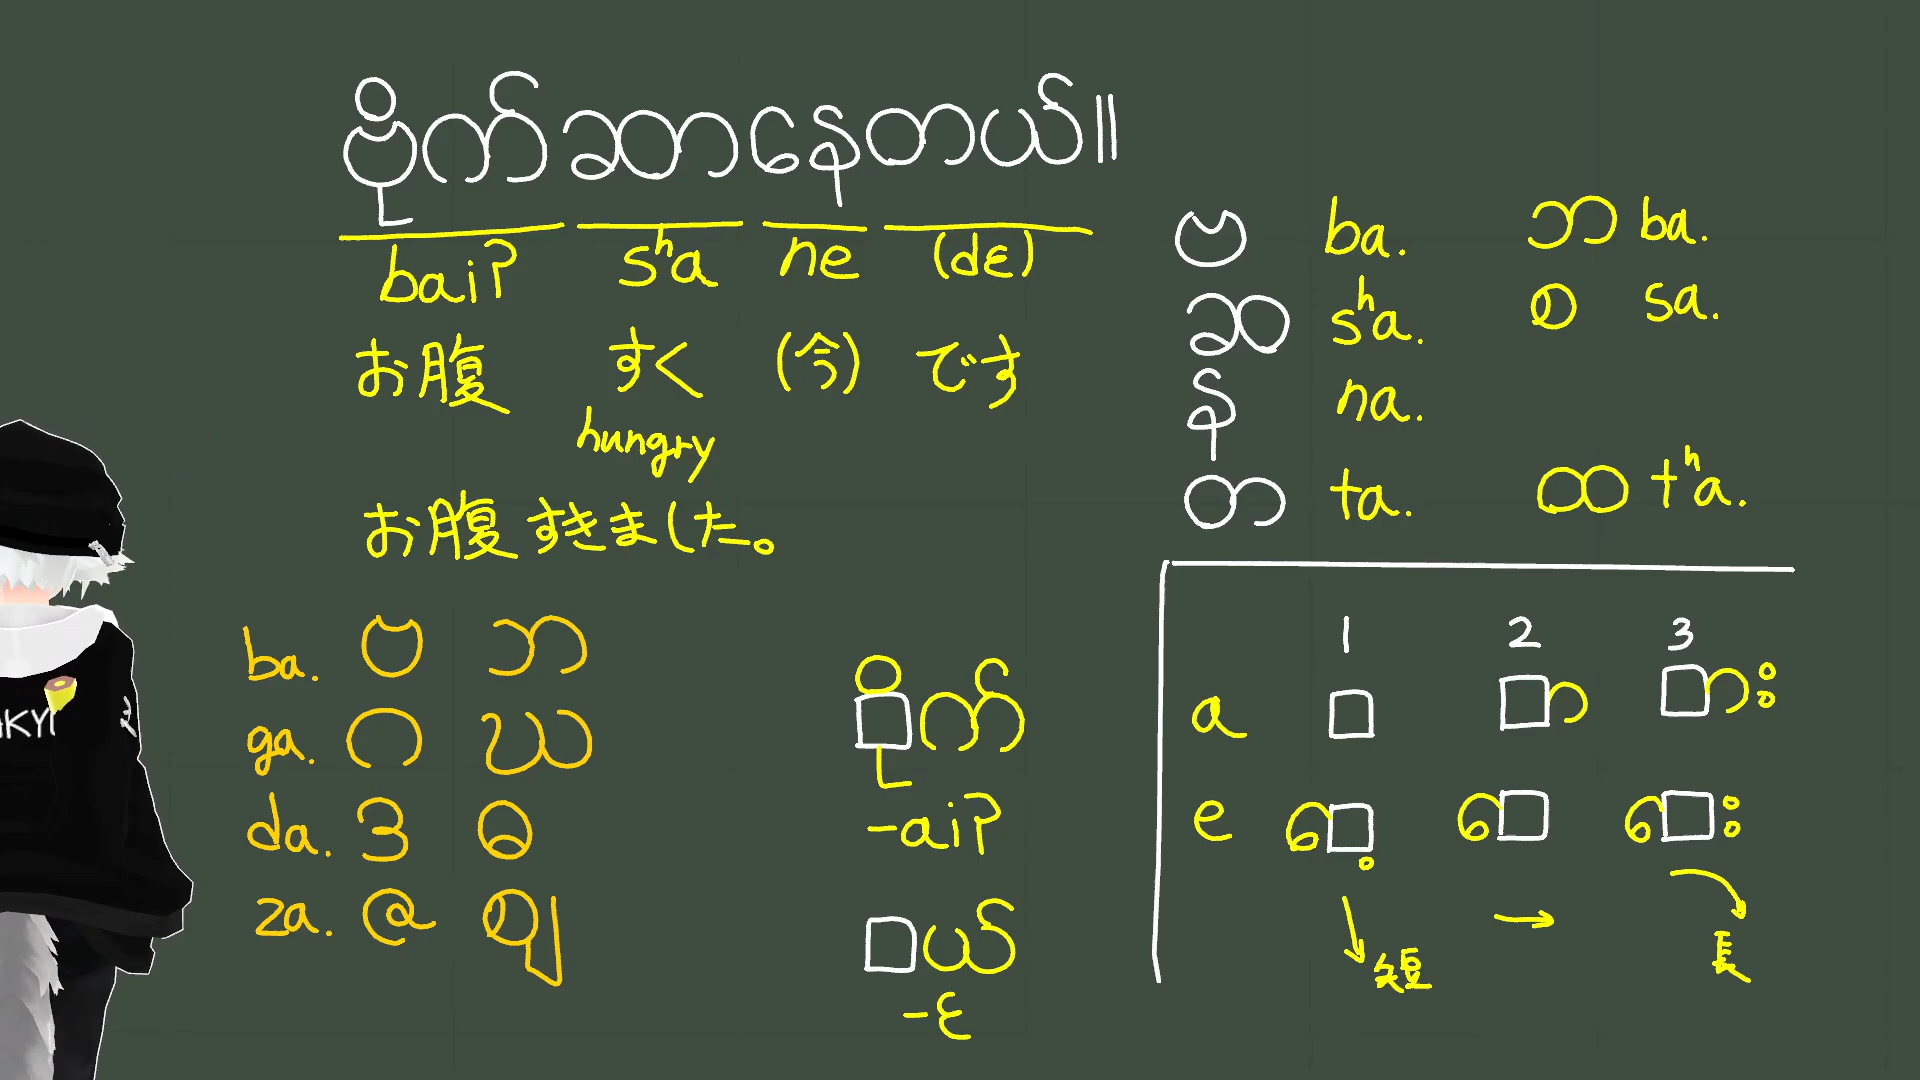 ဗိုက်ဆာနေတယ်။
baiʔ sʰa ne (dɛ)
お腹 すく (今) です
hungry
お腹すきました。
ဗ ba. ဘ ba.
ဆ sʰa. စ sa.
န na.
တ ta. ထ tʰa.
ba. ဗ ဘ
ga. ဂ ဃ
da. ဒ ဓ
za. ဇ ဈ
□ိုက်
-aiʔ
□ယ်
-ɛ
1 2 3
a □ □ာ □ား
e ေ□့ ေ□ ေ□း
↓短 → 長